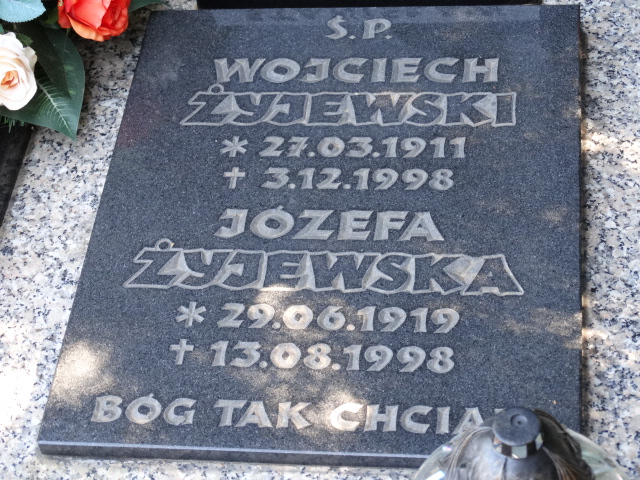 Ś.P.
WOJCIECH
ŻYJEWSKI
* 27.03.1911
† 3.12.1998
JÓZEFA
ŻYJEWSKA
* 29.06.1919
† 13.08.1998
BÓG TAK